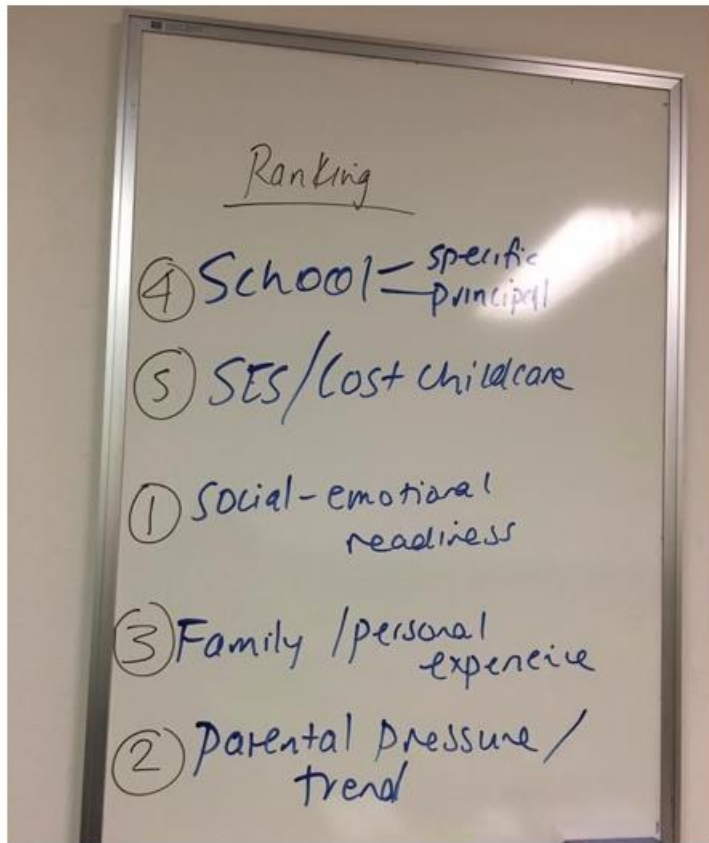 Ranking
④ School - specific
- principal
⑤ SES/Cost childcare
① Social-emotional
readiness
③ Family / personal
expereice
② Parental pressure /
trend